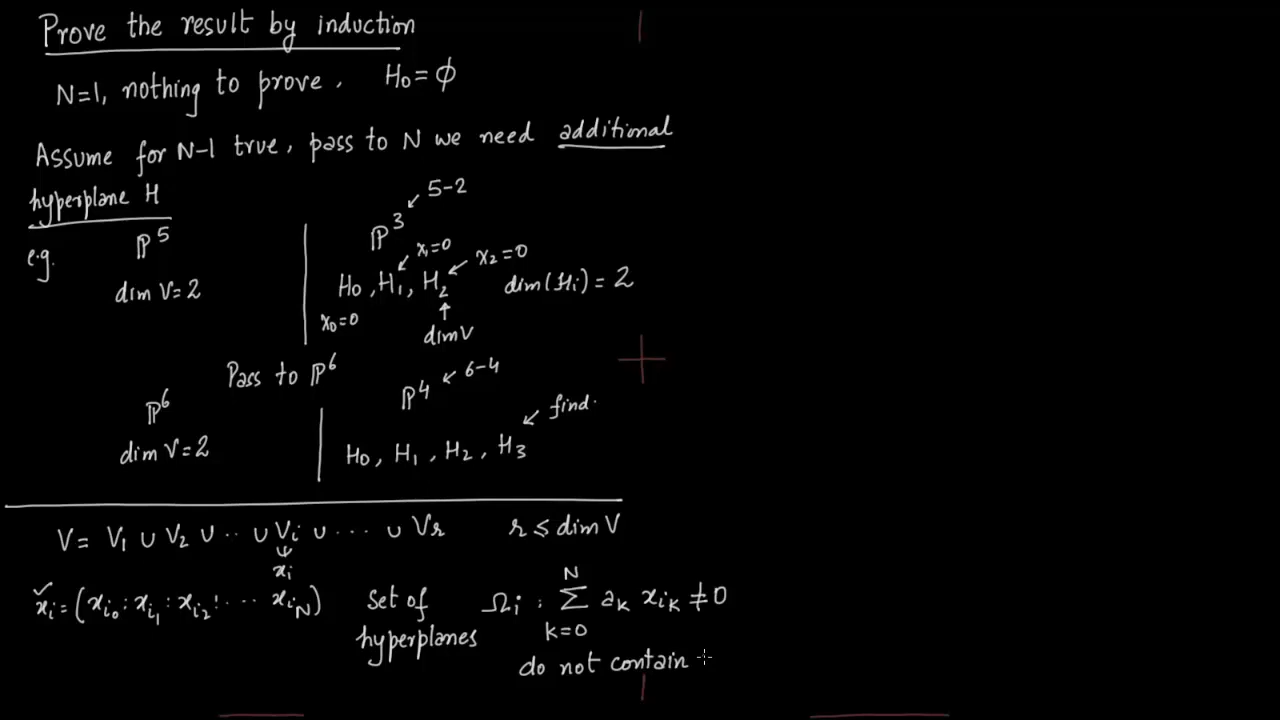 Prove the result by induction
N=1, nothing to prove. H₀ = ϕ
Assume for N-1 true, pass to N we need additional
hyperplane H
e.g. ℙ⁵
dim V=2
ℙ³ ↙ 5-2
x₁=0
x₂=0
H₀, H₁, H₂ dim(Hᵢ) = 2
x₀=0
↑
dim V
Pass to ℙ⁶
ℙ⁶
dim V=2
ℙ⁴ ↙ 6-4
↙ find.
H₀, H₁, H₂, H₃
V = V₁ ∪ V₂ ∪ ·· ∪ Vᵢ ∪ ···· ∪ Vr r ≤ dim V
↓
xᵢ
✓
xᵢ = (xᵢ₀ : xᵢ₁ : xᵢ₂ : ··· xᵢN) Set of hyperplanes Ωᵢ : ∑ₖ₌₀ᴺ aₖ xᵢₖ ≠ 0
do not contain